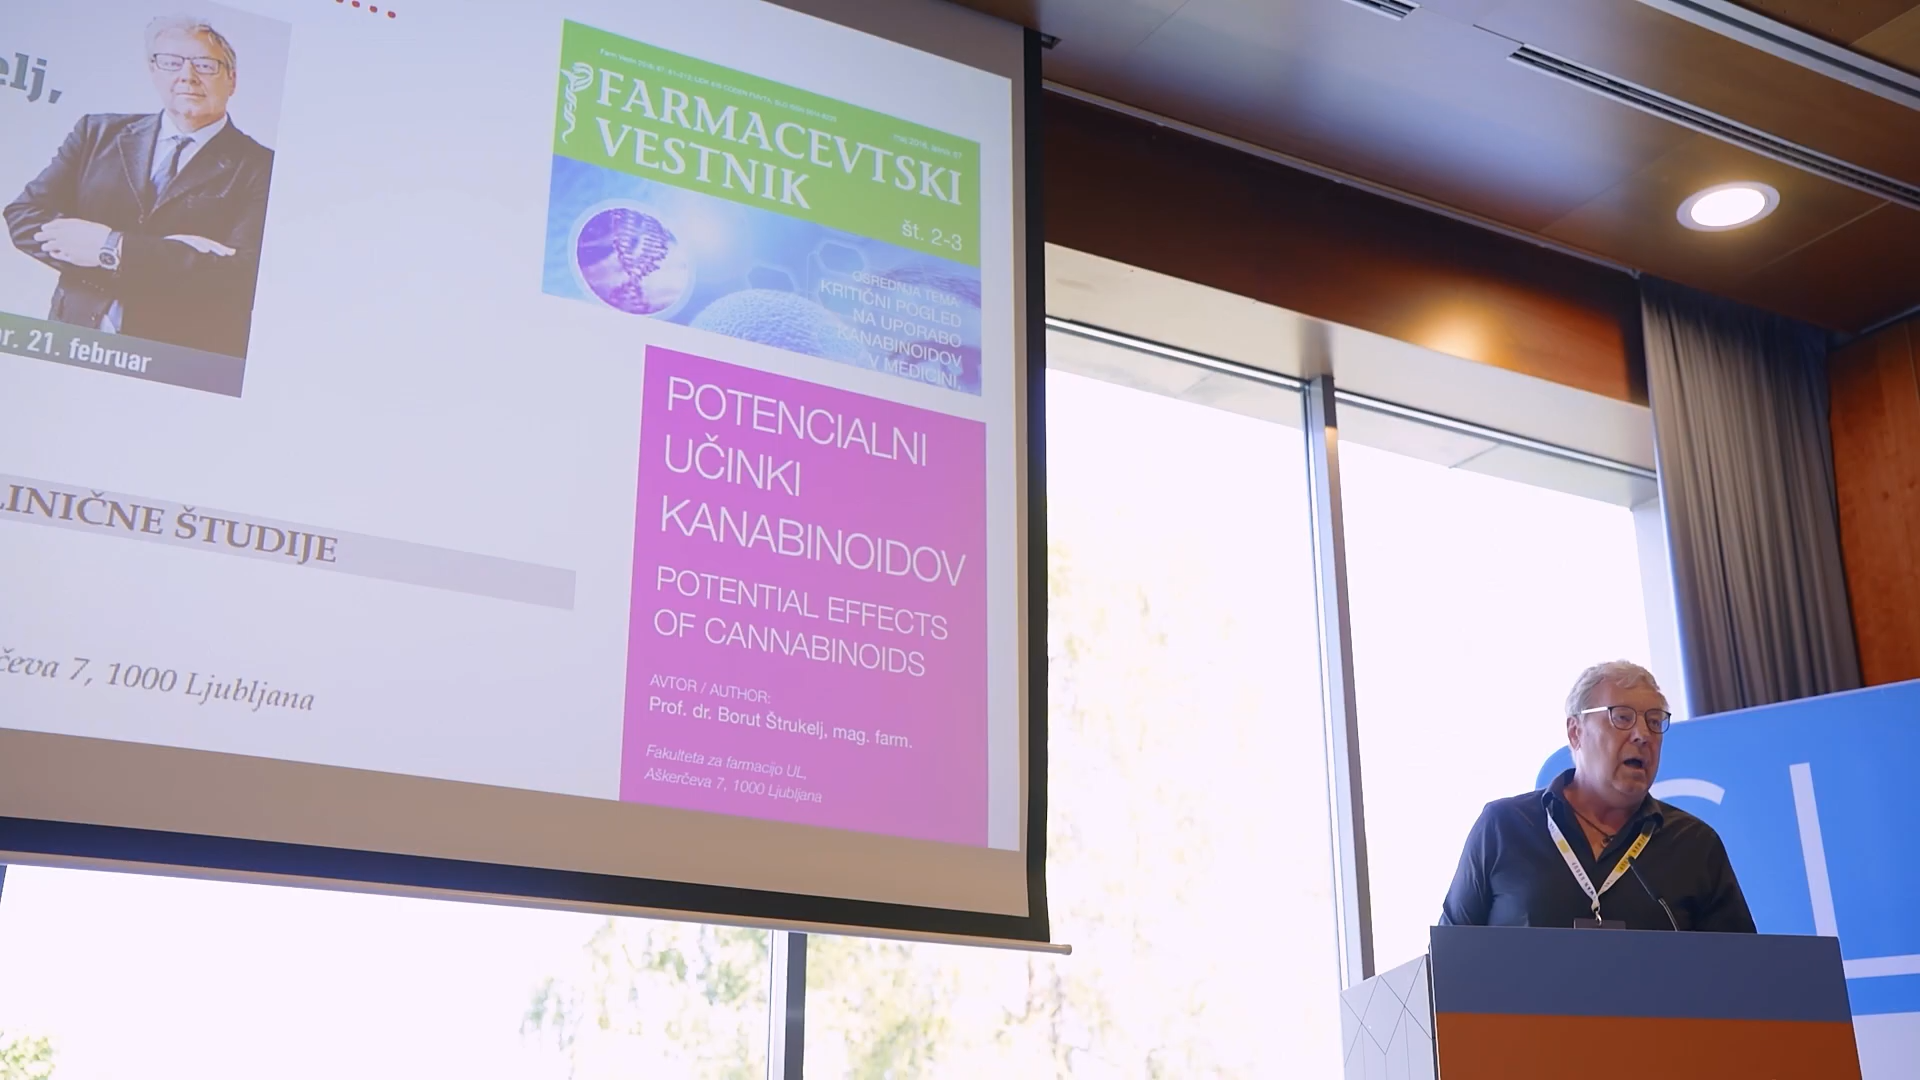 elj,
r. 21. februar
LINIČNE ŠTUDIJE
čeva 7, 1000 Ljubljana
FARMACEVTSKI
VESTNIK
št. 2-3
OSREDNJA TEMA:
KRITIČNI POGLED
NA UPORABO
KANABINOIDOV
V MEDICINI.
POTENCIALNI
UČINKI
KANABINOIDOV
POTENTIAL EFFECTS
OF CANNABINOIDS
AVTOR / AUTHOR:
Prof. dr. Borut Štrukelj, mag. farm.
Fakulteta za farmacijo UL,
Aškerčeva 7, 1000 Ljubljana